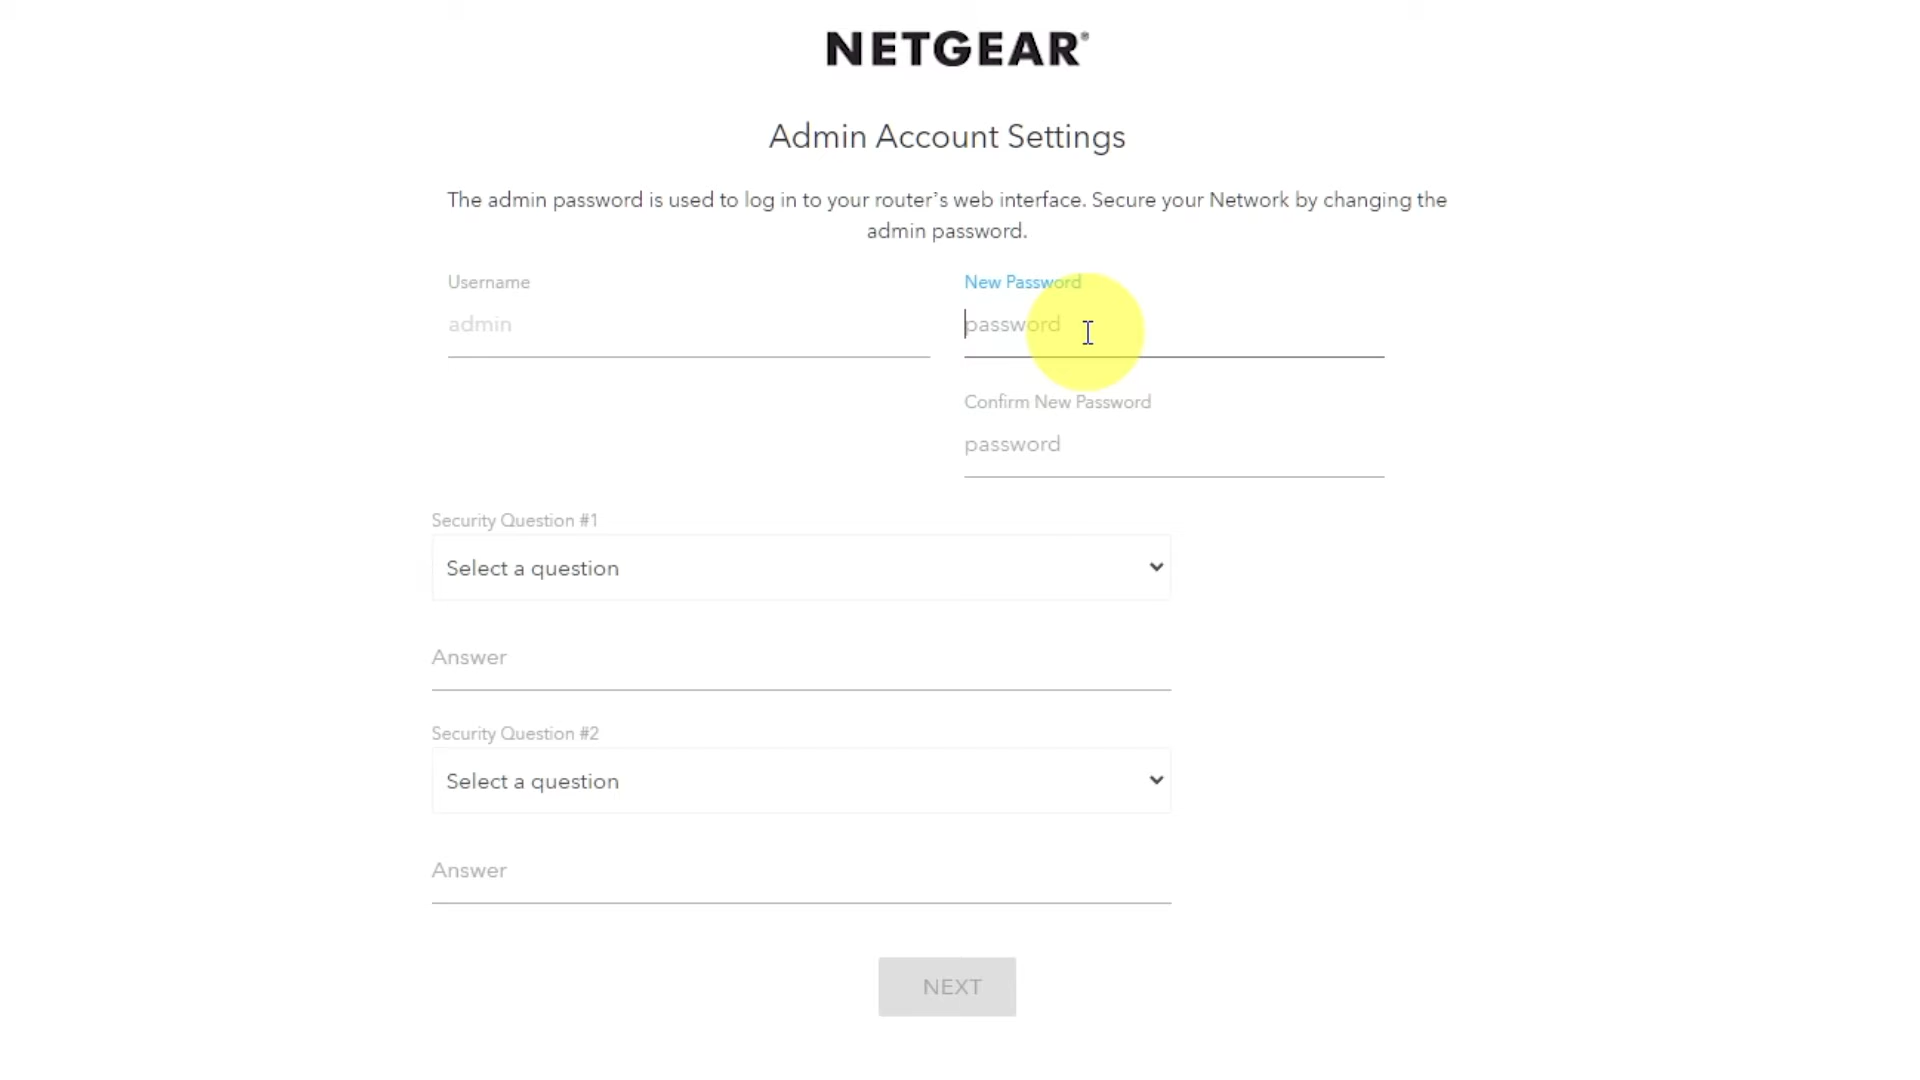 NETGEAR®
Admin Account Settings
The admin password is used to log in to your router's web interface. Secure your Network by changing the
admin password.
Username
New Password
admin
password
Confirm New Password
password
Security Question #1
Select a question
Answer
Security Question #2
Select a question
Answer
NEXT